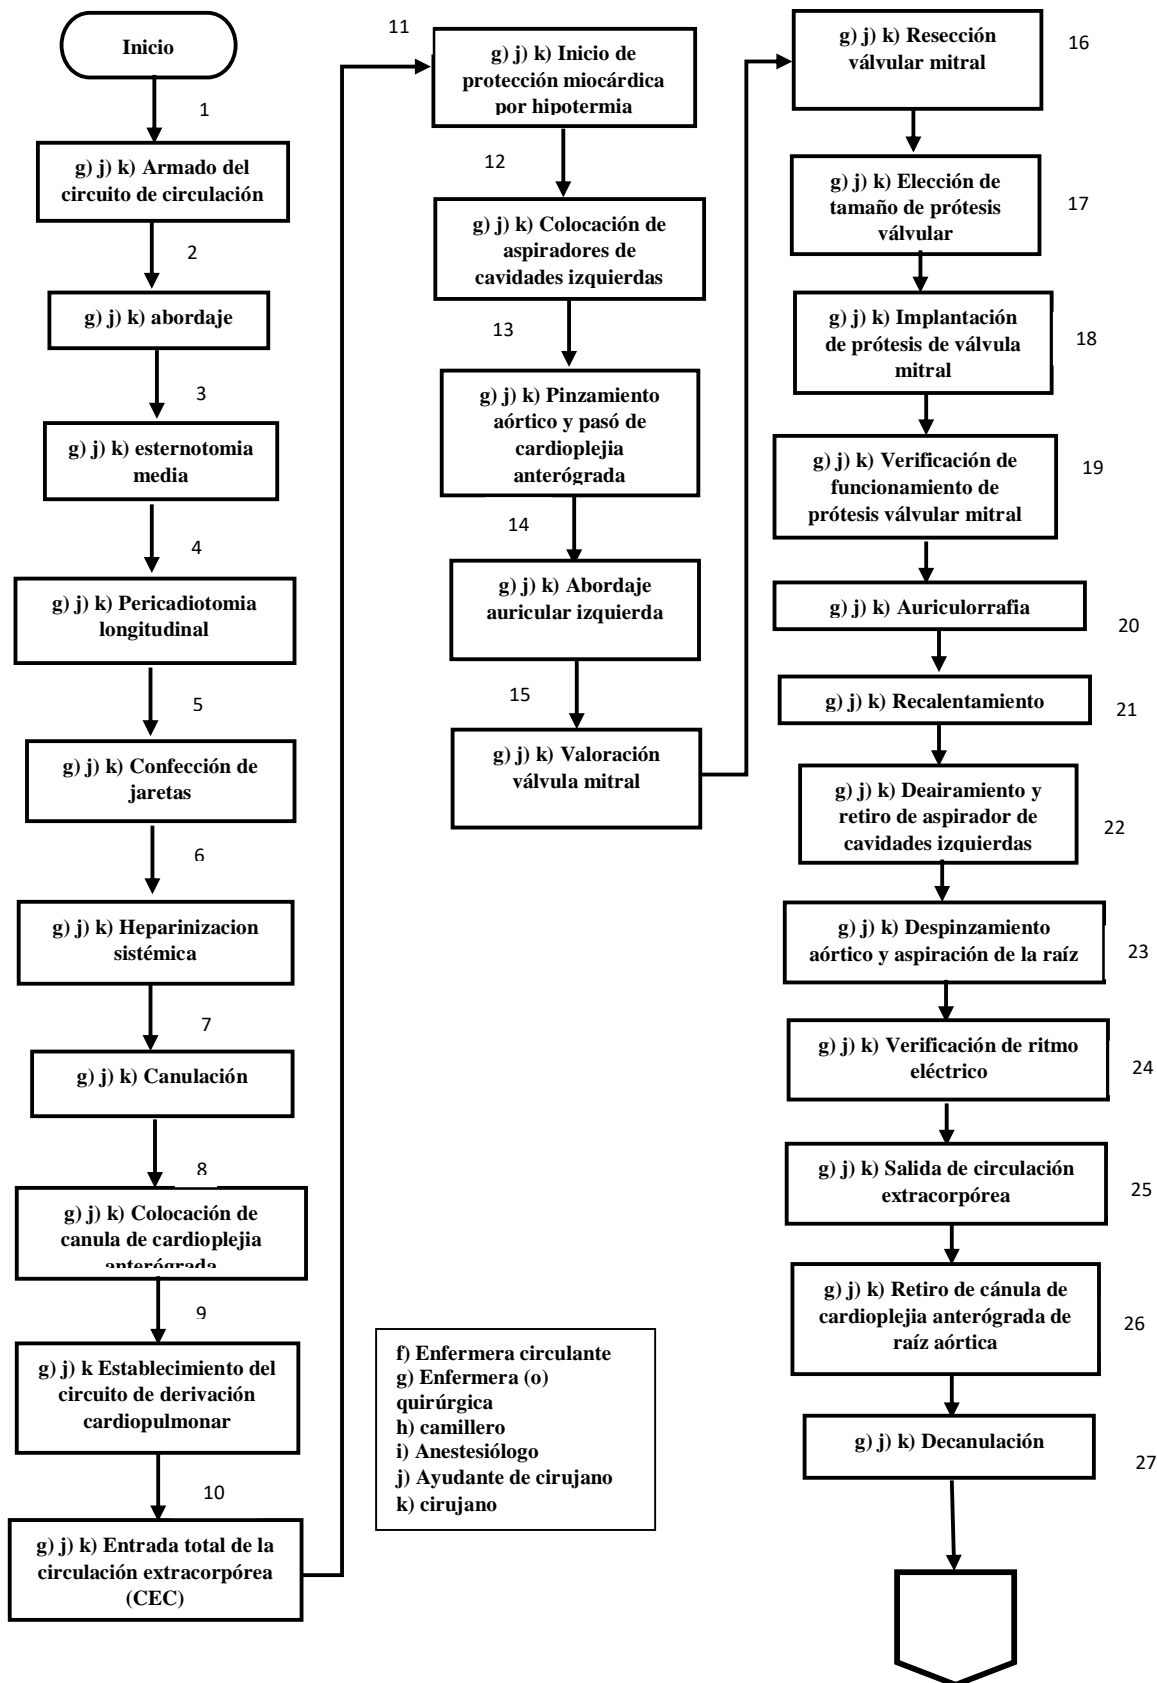 Inicio
1
g) j) k) Armado del
circuito de circulación
2
g) j) k) abordaje
3
g) j) k) esternotomia
media
4
g) j) k) Pericadiotomia
longitudinal
5
g) j) k) Confección de
jaretas
6
g) j) k) Heparinizacion
sistémica
7
g) j) k) Canulación
8
g) j) k) Colocación de
canula de cardioplejia
anterógrada
9
g) j) k Establecimiento del
circuito de derivación
cardiopulmonar
10
g) j) k) Entrada total de la
circulación extracorpórea
(CEC)
11
g) j) k) Inicio de
protección miocárdica
por hipotermia
12
g) j) k) Colocación de
aspiradores de
cavidades izquierdas
13
g) j) k) Pinzamiento
aórtico y pasó de
cardioplejia
anterógrada
14
g) j) k) Abordaje
auricular izquierda
15
g) j) k) Valoración
válvula mitral
f) Enfermera circulante
g) Enfermera (o)
quirúrgica
h) camillero
i) Anestesiólogo
j) Ayudante de cirujano
k) cirujano
g) j) k) Resección
válvular mitral
16
g) j) k) Elección de
tamaño de prótesis
válvular
17
g) j) k) Implantación
de prótesis de válvula
mitral
18
g) j) k) Verificación de
funcionamiento de
prótesis válvular mitral
19
g) j) k) Auriculorrafia
20
g) j) k) Recalentamiento
21
g) j) k) Deairamiento y
retiro de aspirador de
cavidades izquierdas
22
g) j) k) Despinzamiento
aórtico y aspiración de la raíz
23
g) j) k) Verificación de ritmo
eléctrico
24
g) j) k) Salida de circulación
extracorpórea
25
g) j) k) Retiro de cánula de
cardioplejia anterógrada de
raíz aórtica
26
g) j) k) Decanulación
27